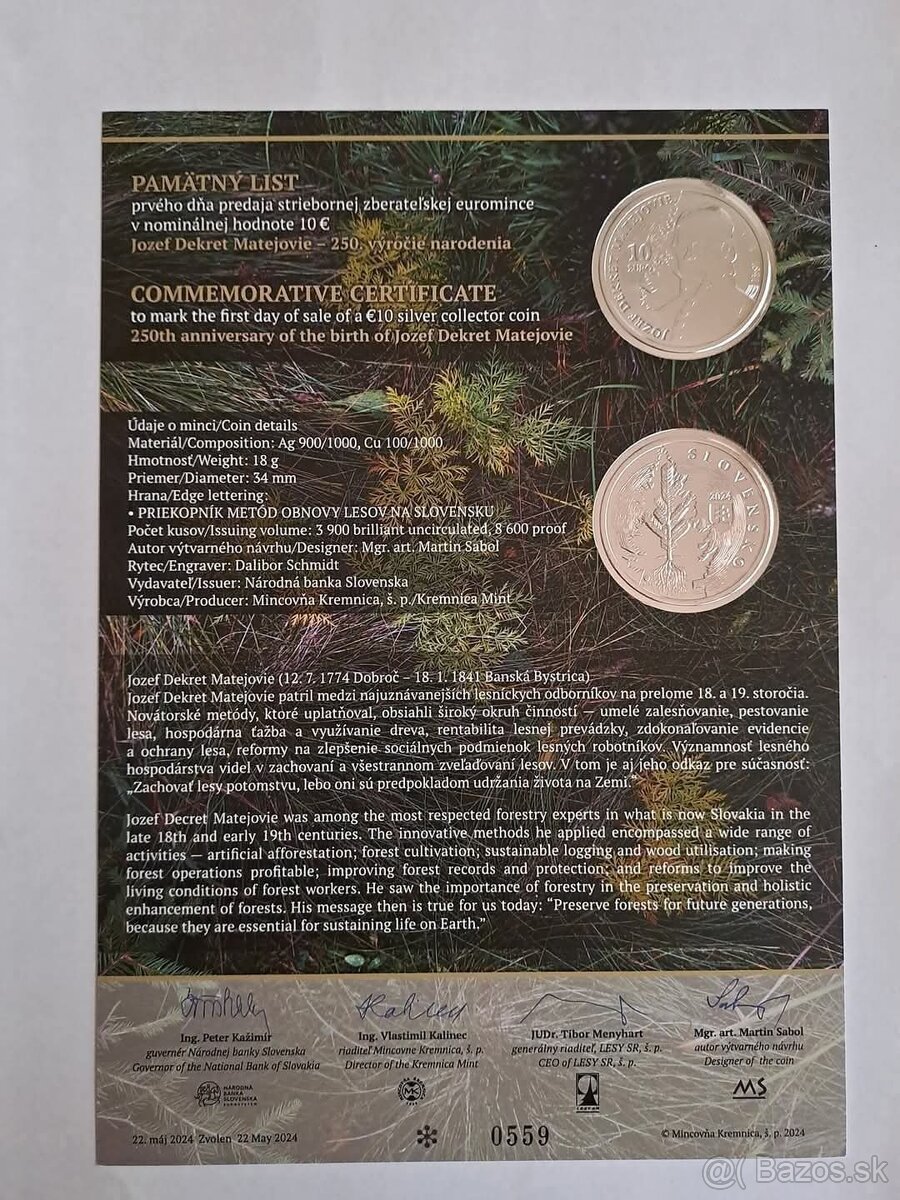 PAMÄTNÝ LIST
prvého dňa predaja striebornej zberateľskej euromince
v nominálnej hodnote 10 €
Jozef Dekret Matejovie – 250. výročie narodenia
COMMEMORATIVE CERTIFICATE
to mark the first day of sale of a €10 silver collector coin
250th anniversary of the birth of Jozef Dekret Matejovie
JOZEF DEKRET MATEJOVIE
10
EURO
SLOVENSKO
2024
Údaje o minci/Coin details
Materiál/Composition: Ag 900/1000, Cu 100/1000
Hmotnosť/Weight: 18 g
Priemer/Diameter: 34 mm
Hrana/Edge lettering:
• PRIEKOPNÍK METÓD OBNOVY LESOV NA SLOVENSKU
Počet kusov/Issuing volume: 3 900 brilliant uncirculated, 8 600 proof
Autor výtvarného návrhu/Designer: Mgr. art. Martin Sabol
Rytec/Engraver: Dalibor Schmidt
Vydavateľ/Issuer: Národná banka Slovenska
Výrobca/Producer: Mincovňa Kremnica, š. p./Kremnica Mint
Jozef Dekret Matejovie (12. 7. 1774 Dobroč – 18. 1. 1841 Banská Bystrica)
Jozef Dekret Matejovie patril medzi najuznávanejších lesníckych odborníkov na prelome 18. a 19. storočia.
Novátorské metódy, ktoré uplatňoval, obsiahli široký okruh činností – umelé zalesňovanie, pestovanie
lesa, hospodárna ťažba a využívanie dreva, rentabilita lesnej prevádzky, zdokonaľovanie evidencie
a ochrany lesa, reformy na zlepšenie sociálnych podmienok lesných robotníkov. Významnosť lesného
hospodárstva videl v zachovaní a všestrannom zveľaďovaní lesov. V tom je aj jeho odkaz pre súčasnosť:
„Zachovať lesy potomstvu, lebo oni sú predpokladom udržania života na Zemi.“
Jozef Decret Matejovie was among the most respected forestry experts in what is now Slovakia in the
late 18th and early 19th centuries. The innovative methods he applied encompassed a wide range of
activities — artificial afforestation; forest cultivation; sustainable logging and wood utilisation; making
forest operations profitable; improving forest records and protection; and reforms to improve the
living conditions of forest workers. He saw the importance of forestry in the preservation and holistic
enhancement of forests. His message then is true for us today: “Preserve forests for future generations,
because they are essential for sustaining life on Earth.”
Ing. Peter Kažimír
guvernér Národnej banky Slovenska
Governor of the National Bank of Slovakia
NÁRODNÁ
BANKA
SLOVENSKA
EUROSYSTÉM
Ing. Vlastimil Kalinec
riaditeľ Mincovne Kremnica, š. p.
Director of the Kremnica Mint
MK
JUDr. Tibor Menyhart
generálny riaditeľ, LESY SR, š. p.
CEO of LESY SR, š. p.
Mgr. art. Martin Sabol
autor výtvarného návrhu
Designer of the coin
MS
22. máj 2024 Zvolen 22 May 2024
0559
© Mincovňa Kremnica, š. p. 2024
Bazos.sk